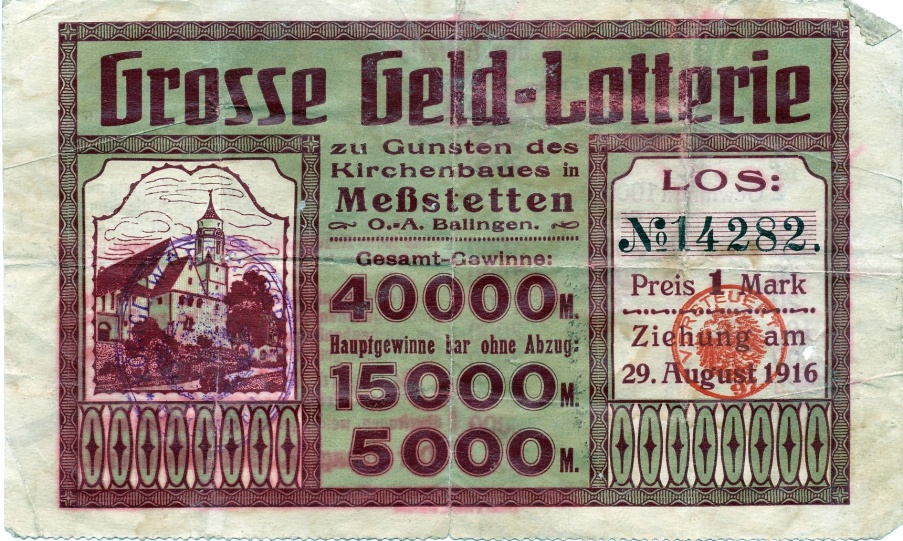 Grosse Geld-Lotterie
zu Gunsten des
Kirchenbaues in
Meßstetten
O.-A. Balingen.
Gesamt-Gewinne:
40000 M.
Hauptgewinne bar ohne Abzug:
15000 M.
5000 M.
LOS:
No 14282.
Preis 1 Mark
Ziehung am
29. August 1916
VERSTEUERT